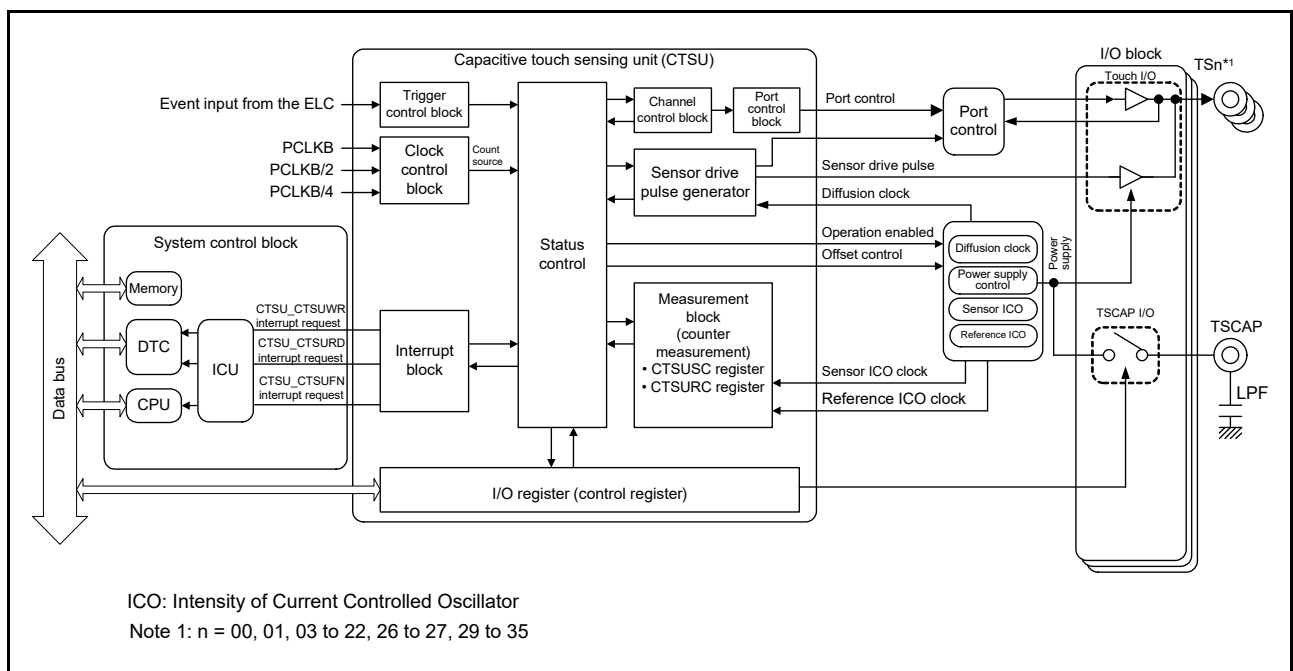 Capacitive touch sensing unit (CTSU)
I/O block
TSn*1
Touch I/O
Event input from the ELC
Trigger
control block
Channel
control block
Port
control block
Port control
Port
control
PCLKB
PCLKB/2
PCLKB/4
Clock
control
block
Count
source
Sensor drive
pulse generator
Sensor drive pulse
Diffusion clock
System control block
Status
control
Operation enabled
Offset control
Diffusion clock
Power supply
control
Sensor ICO
Reference ICO
Power
supply
Data bus
Memory
DTC
CPU
ICU
CTSU_CTSUWR
interrupt request
CTSU_CTSURD
interrupt request
CTSU_CTSUFN
interrupt request
Interrupt
block
Measurement
block
(counter
measurement)
• CTSUSC register
• CTSURC register
Sensor ICO clock
Reference ICO clock
TSCAP I/O
TSCAP
LPF
I/O register (control register)
ICO: Intensity of Current Controlled Oscillator
Note 1: n = 00, 01, 03 to 22, 26 to 27, 29 to 35